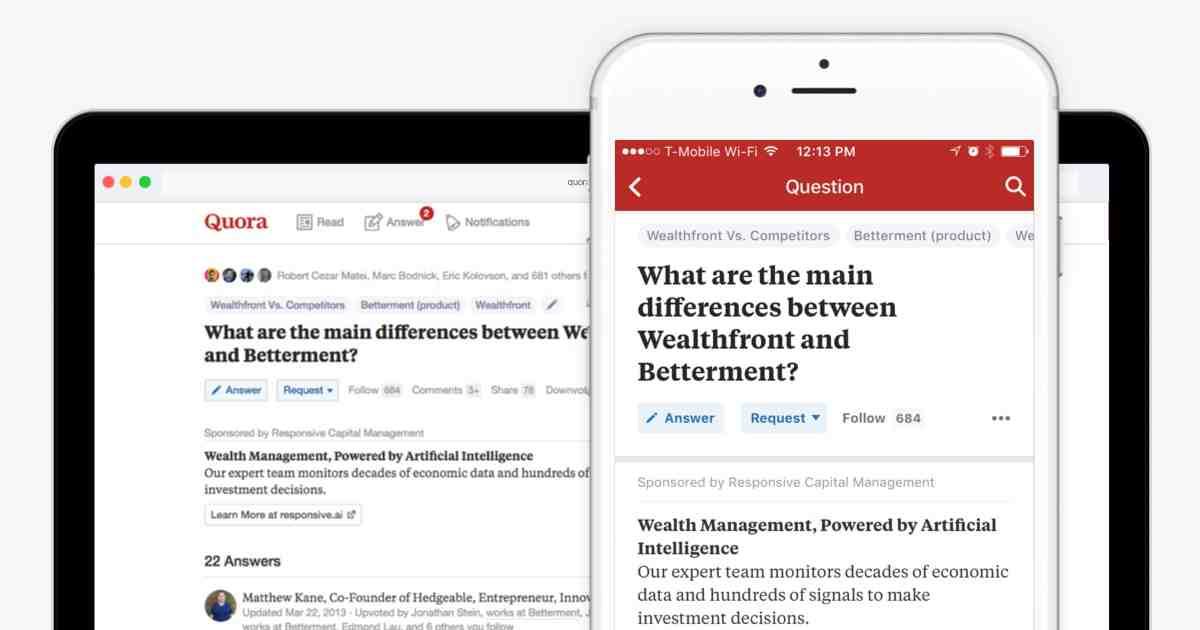 quora
Quora
Read
Answer
2
Notifications
Robert Cezar Matei, Marc Bodnick, Eric Kolovson, and 681 others f
Wealthfront Vs. Competitors
Betterment (product)
Wealthfront
What are the main differences between We
and Betterment?
Answer
Request
Follow 684
Comments 3+
Share 78
Downvot
Sponsored by Responsive Capital Management
Wealth Management, Powered by Artificial Intelligence
Our expert team monitors decades of economic data and hundreds of
investment decisions.
Learn More at responsive.ai
22 Answers
Matthew Kane, Co-Founder of Hedgeable, Entrepreneur, Innov
Updated Mar 22, 2013 · Upvoted by Jonathan Stein, works at Betterment, J
works at Betterment, Edmond Lau, and 6 others you follow
T-Mobile Wi-Fi
12:13 PM
Question
Wealthfront Vs. Competitors
Betterment (product)
We
What are the main
differences between
Wealthfront and
Betterment?
Answer
Request
Follow 684
Sponsored by Responsive Capital Management
Wealth Management, Powered by Artificial
Intelligence
Our expert team monitors decades of economic
data and hundreds of signals to make
investment decisions.